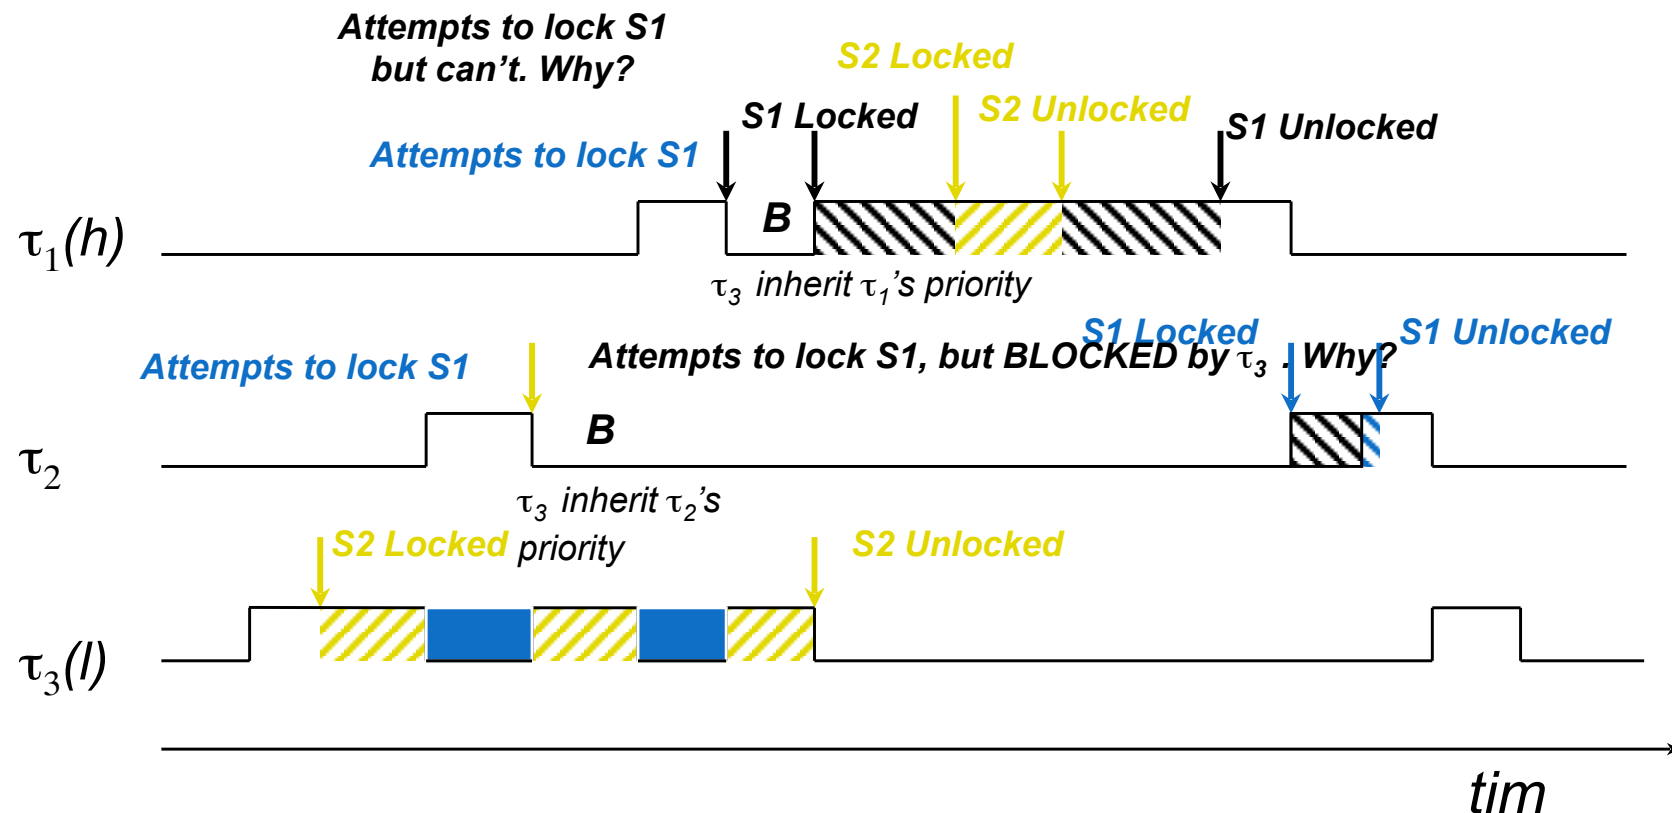 Attempts to lock S1
but can't. Why?
S2 Locked
S1 Locked
S2 Unlocked
S1 Unlocked
Attempts to lock S1
B
τ1(h)
τ3 inherit τ1's priority
S1 Locked
S1 Unlocked
Attempts to lock S1
Attempts to lock S1, but BLOCKED by τ3 . Why?
B
τ2
τ3 inherit τ2's
priority
S2 Locked
S2 Unlocked
τ3(l)
tim